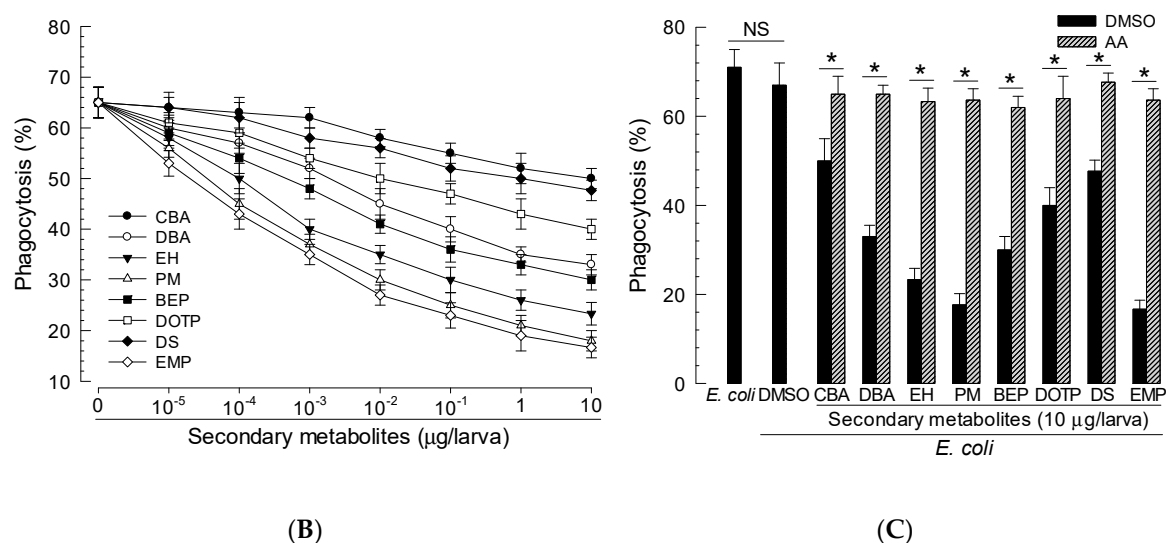 80
70
60
50
40
30
20
10
Phagocytosis (%)
CBA
DBA
EH
PM
BEP
DOTP
DS
EMP
0 10⁻⁵ 10⁻⁴ 10⁻³ 10⁻² 10⁻¹ 1 10
Secondary metabolites (μg/larva)
(B)
DMSO
AA
NS
* * * * * * * *
80
60
40
20
0
Phagocytosis (%)
E. coli DMSO CBA DBA EH PM BEP DOTP DS EMP
Secondary metabolites (10 μg/larva)
E. coli
(C)